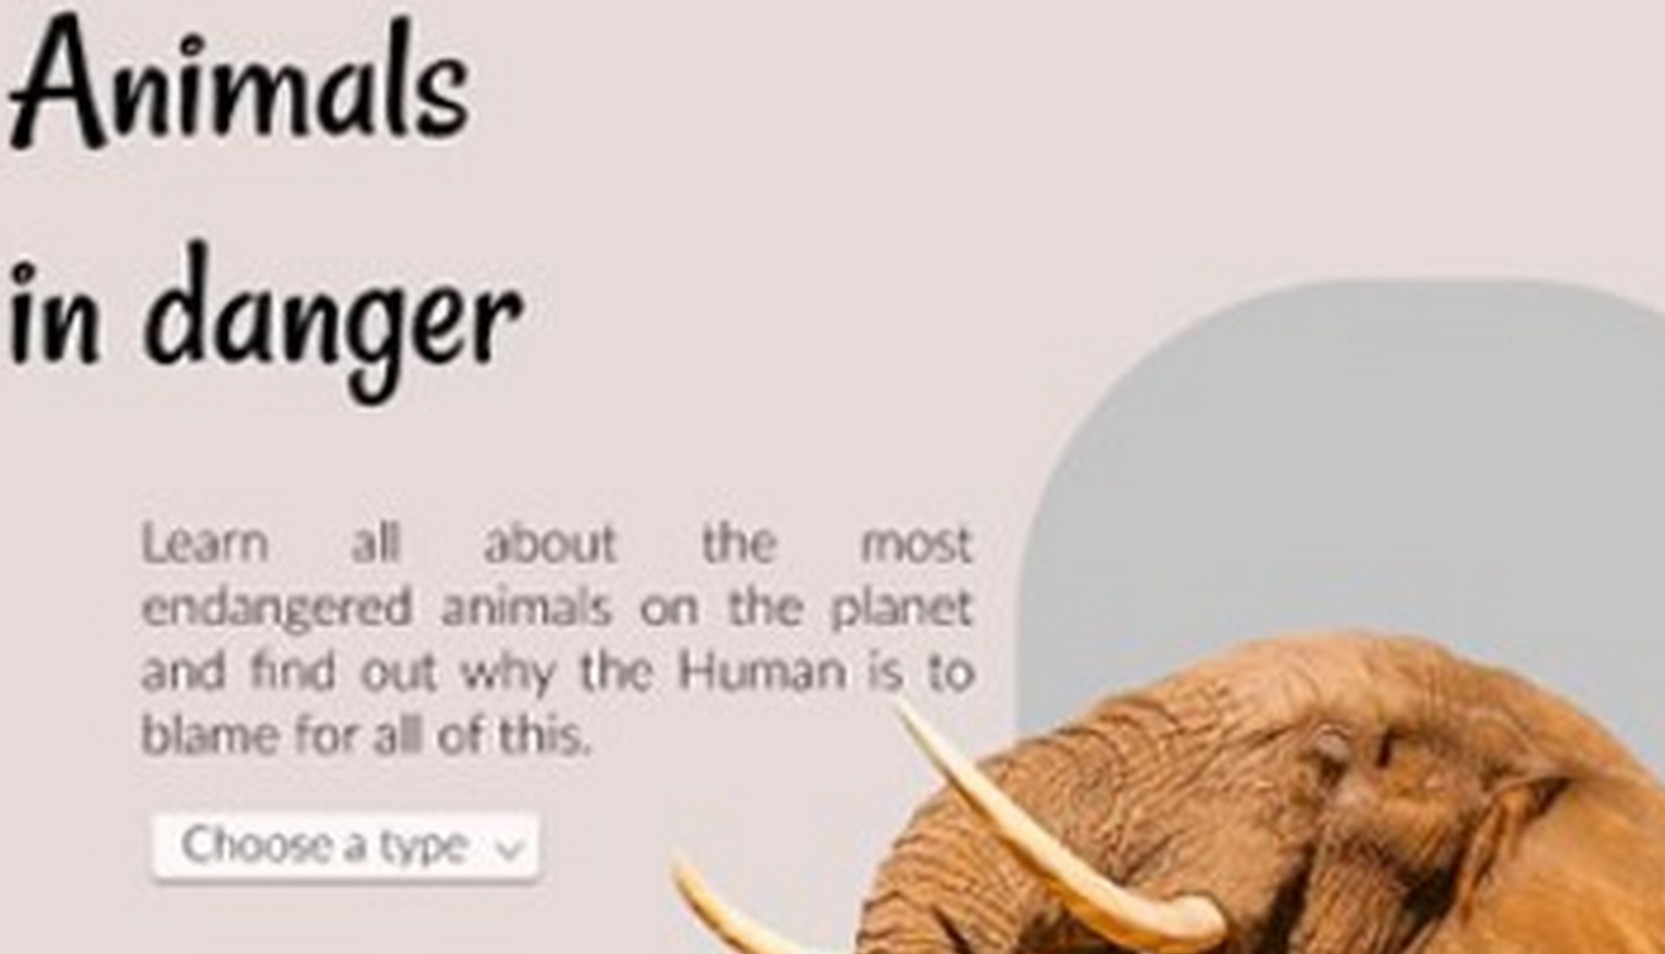 Animals
in danger
Learn all about the most
endangered animals on the planet
and find out why the Human is to
blame for all of this.
Choose a type